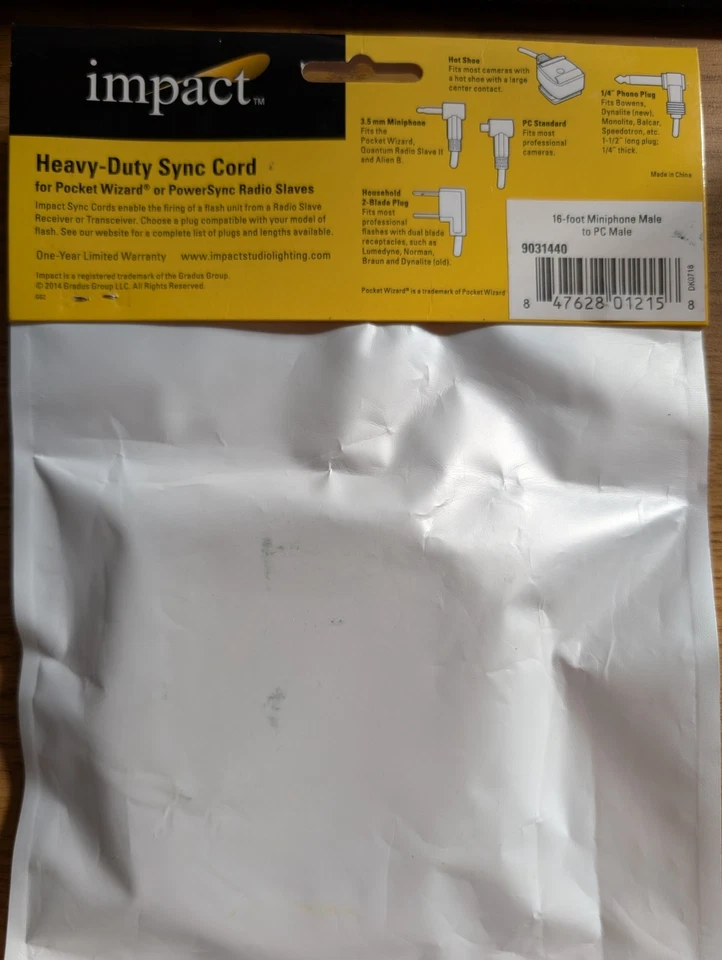 impact™
Heavy-Duty Sync Cord
for Pocket Wizard® or PowerSync Radio Slaves
Impact Sync Cords enable the firing of a flash unit from a Radio Slave
Receiver or Transceiver. Choose a plug compatible with your model of
flash. See our website for a complete list of plugs and lengths available.
One-Year Limited Warranty www.impactstudiolighting.com
Impact is a registered trademark of the Gradus Group.
© 2014 Gradus Group LLC. All Rights Reserved.
Hot Shoe
Fits most cameras with
a hot shoe with a large
center contact.
3.5 mm Miniphone
Fits the
Pocket Wizard,
Quantum Radio Slave II
and Alien B.
PC Standard
Fits most
professional
cameras.
1/4" Phono Plug
Fits Bowens,
Dynalite (new),
Monolite, Balcar,
Speedotron, etc.
1-1/2" long plug;
1/4" thick.
Made in China
Household
2-Blade Plug
Fits most
professional
flashes with dual blade
receptacles, such as
Lumedyne, Norman,
Braun and Dynalite (old).
Pocket Wizard® is a trademark of Pocket Wizard
16-foot Miniphone Male
to PC Male
9031440
8 47628 01215 8
DK0718